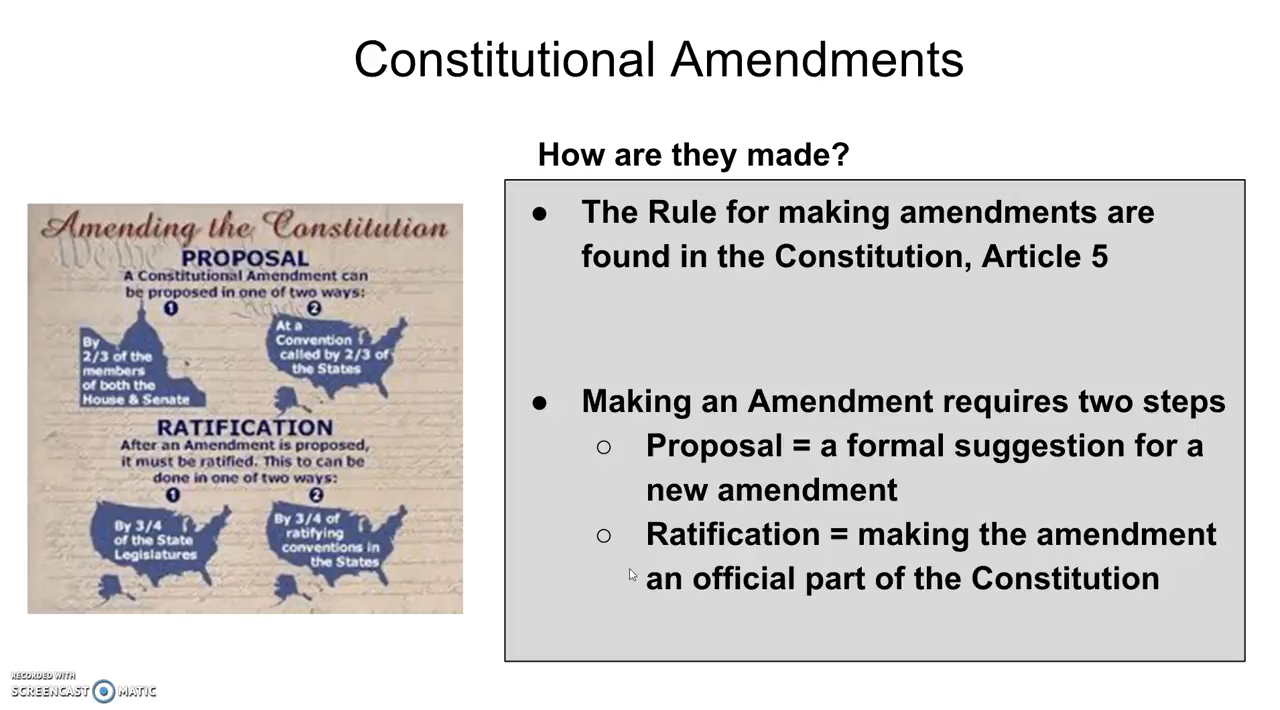 Constitutional Amendments
How are they made?
● The Rule for making amendments are
found in the Constitution, Article 5
● Making an Amendment requires two steps
○ Proposal = a formal suggestion for a
new amendment
○ Ratification = making the amendment
an official part of the Constitution
Amending the Constitution
We the
PROPOSAL
A Constitutional Amendment can
be proposed in one of two ways:
1
2
By
2/3 of the
members
of both the
House & Senate
At a
Convention
called by 2/3 of
the States
RATIFICATION
After an Amendment is proposed,
it must be ratified. This to can be
done in one of two ways:
1
2
By 3/4
of the State
Legislatures
By 3/4 of
ratifying
conventions in
the States
RECORDED WITH
SCREENCAST MATIC